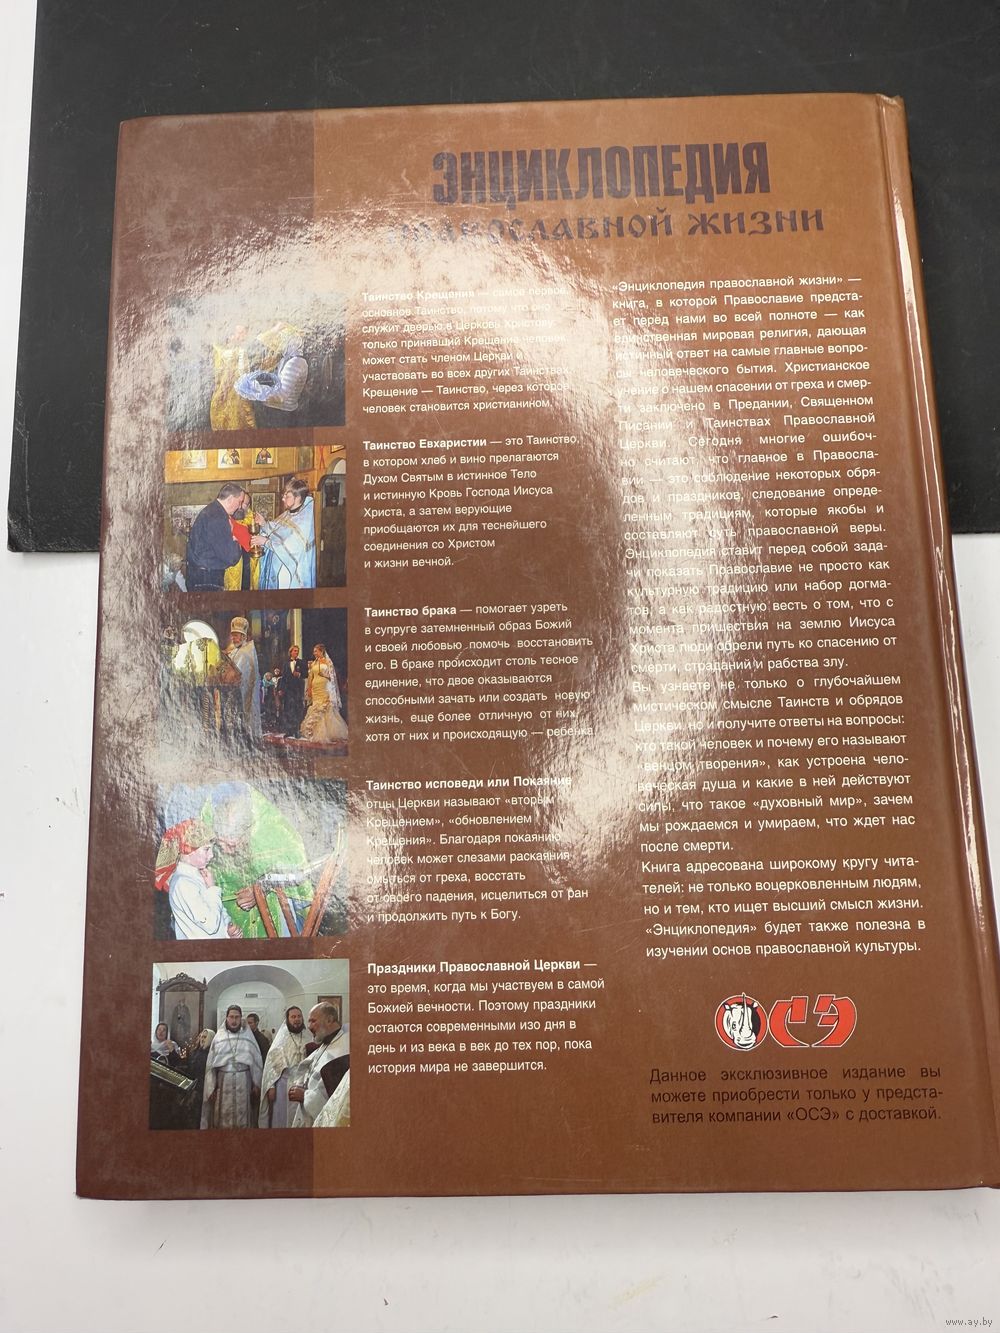 ЭНЦИКЛОПЕДИЯ
ПРАВОСЛАВНОЙ ЖИЗНИ
Таинство Крещения — самое первое,
основное Таинство, потому что оно
служит дверью в Церковь Христову:
только принявший Крещение человек
может стать членом Церкви и
участвовать во всех других Таинствах.
Крещение — Таинство, через которое
человек становится христианином.
Таинство Евхаристии — это Таинство,
в котором хлеб и вино прелагаются
Духом Святым в истинное Тело
и истинную Кровь Господа Иисуса
Христа, а затем верующие
приобщаются их для теснейшего
соединения со Христом
и жизни вечной.
Таинство брака — помогает узреть
в супруге затемненный образ Божий
и своей любовью помочь восстановить
его. В браке происходит столь тесное
единение, что двое оказываются
способными зачать или создать новую
жизнь, еще более отличную от них,
хотя от них и происходящую — ребенка
Таинство исповеди или Покаяние
отцы Церкви называют «вторым
Крещением», «обновлением
Крещения». Благодаря покаянию
человек может слезами раскаяния
омыться от греха, восстать
от своего падения, исцелиться от ран
и продолжить путь к Богу.
Праздники Православной Церкви —
это время, когда мы участвуем в самой
Божией вечности. Поэтому праздники
остаются современными изо дня в
день и из века в век до тех пор, пока
история мира не завершится.
«Энциклопедия православной жизни» —
книга, в которой Православие предста-
ет перед нами во всей полноте — как
единственная мировая религия, дающая
истинный ответ на самые главные вопро-
сы человеческого бытия. Христианское
учение о нашем спасении от греха и смер-
ти заключено в Предании, Священном
Писании и Таинствах Православной
Церкви. Сегодня многие ошибоч-
но считают, что главное в Правосла-
вии — это соблюдение некоторых обря-
дов и праздников, следование опреде-
ленным традициям, которые якобы и
составляют суть православной веры.
Энциклопедия ставит перед собой зада-
чи показать Православие не просто как
культурную традицию или набор догма-
тов, а как радостную весть о том, что с
момента пришествия на землю Иисуса
Христа люди обрели путь ко спасению от
смерти, страданий и рабства злу.
Вы узнаете не только о глубочайшем
мистическом смысле Таинств и обрядов
Церкви, но и получите ответы на вопросы:
кто такой человек и почему его называют
«венцом творения», как устроена чело-
веческая душа и какие в ней действуют
силы, что такое «духовный мир», зачем
мы рождаемся и умираем, что ждет нас
после смерти.
Книга адресована широкому кругу чита-
телей: не только воцерковленным людям,
но и тем, кто ищет высший смысл жизни.
«Энциклопедия» будет также полезна в
изучении основ православной культуры.
ОСЭ
Данное эксклюзивное издание вы
можете приобрести только у предста-
вителя компании «ОСЭ» с доставкой.
www.ay.by